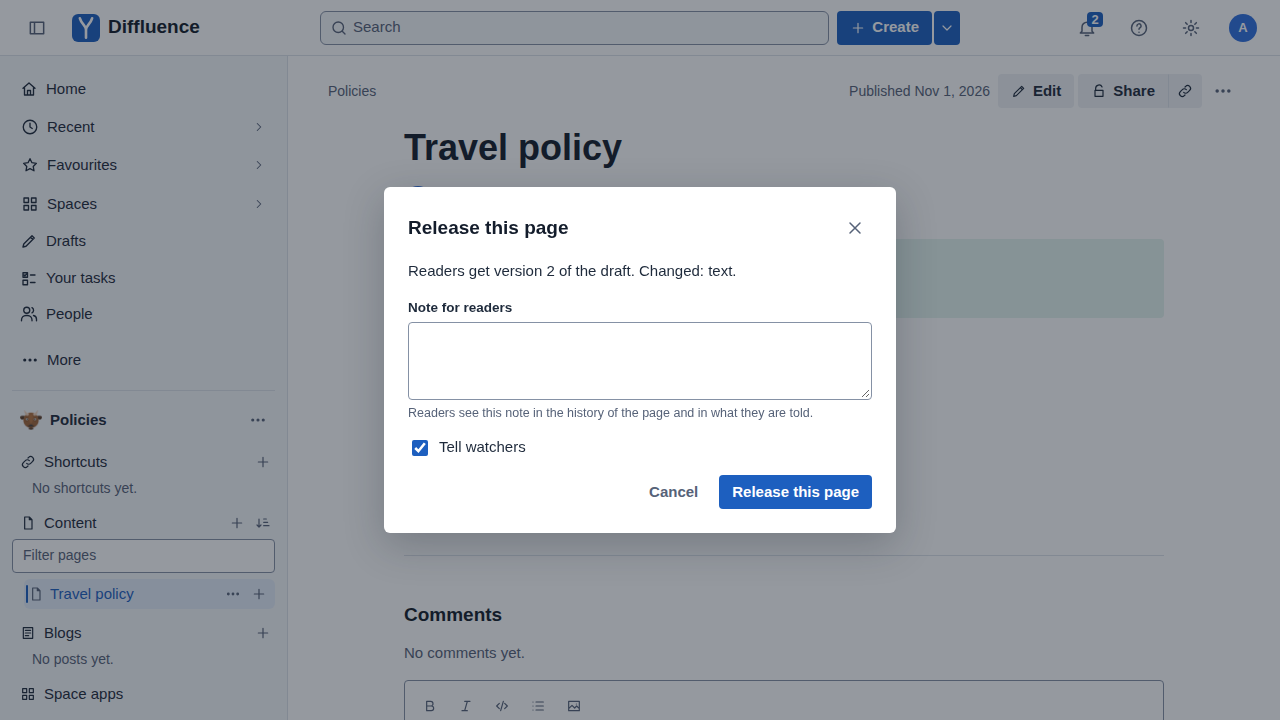 Diffluence
Search
Create
2
A
Home
Recent
Favourites
Spaces
Drafts
Your tasks
People
More
Policies
Shortcuts
No shortcuts yet.
Content
Filter pages
Travel policy
Blogs
No posts yet.
Space apps
Policies
Published Nov 1, 2026
Edit
Share
Travel policy
Release this page
Readers get version 2 of the draft. Changed: text.
Note for readers
Readers see this note in the history of the page and in what they are told.
Tell watchers
Cancel
Release this page
Comments
No comments yet.